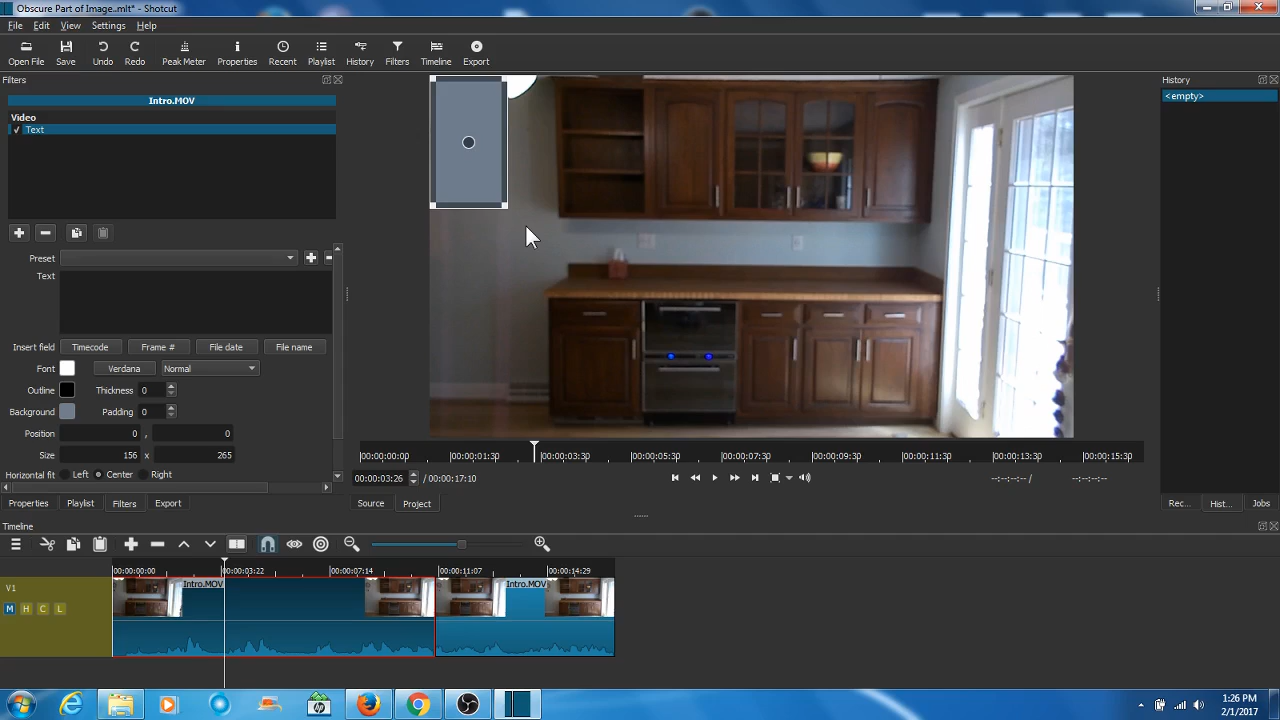 Obscure Part of Image..mlt* - Shotcut
File Edit View Settings Help
Open File Save Undo Redo Peak Meter Properties Recent Playlist History Filters Timeline Export
Filters
History
Intro.MOV
<empty>
Video
Text
Preset
Text
Insert field Timecode Frame # File date File name
Font Verdana Normal
Outline Thickness 0
Background Padding 0
Position 0 , 0
Size 156 x 265
Horizontal fit Left Center Right
00:00:00:00 00:00:01:30 00:00:03:30 00:00:05:30 00:00:07:30 00:00:09:30 00:00:11:30 00:00:13:30 00:00:15:30
00:00:03:26 / 00:00:17:10 --:--:--:-- / --:--:--:--
Properties Playlist Filters Export Source Project Rec... Hist... Jobs
Timeline
00:00:00:00 00:00:03:22 00:00:07:14 00:00:11:07 00:00:14:29
V1 Intro.MOV Intro.MOV
M H C L
1:26 PM
2/1/2017